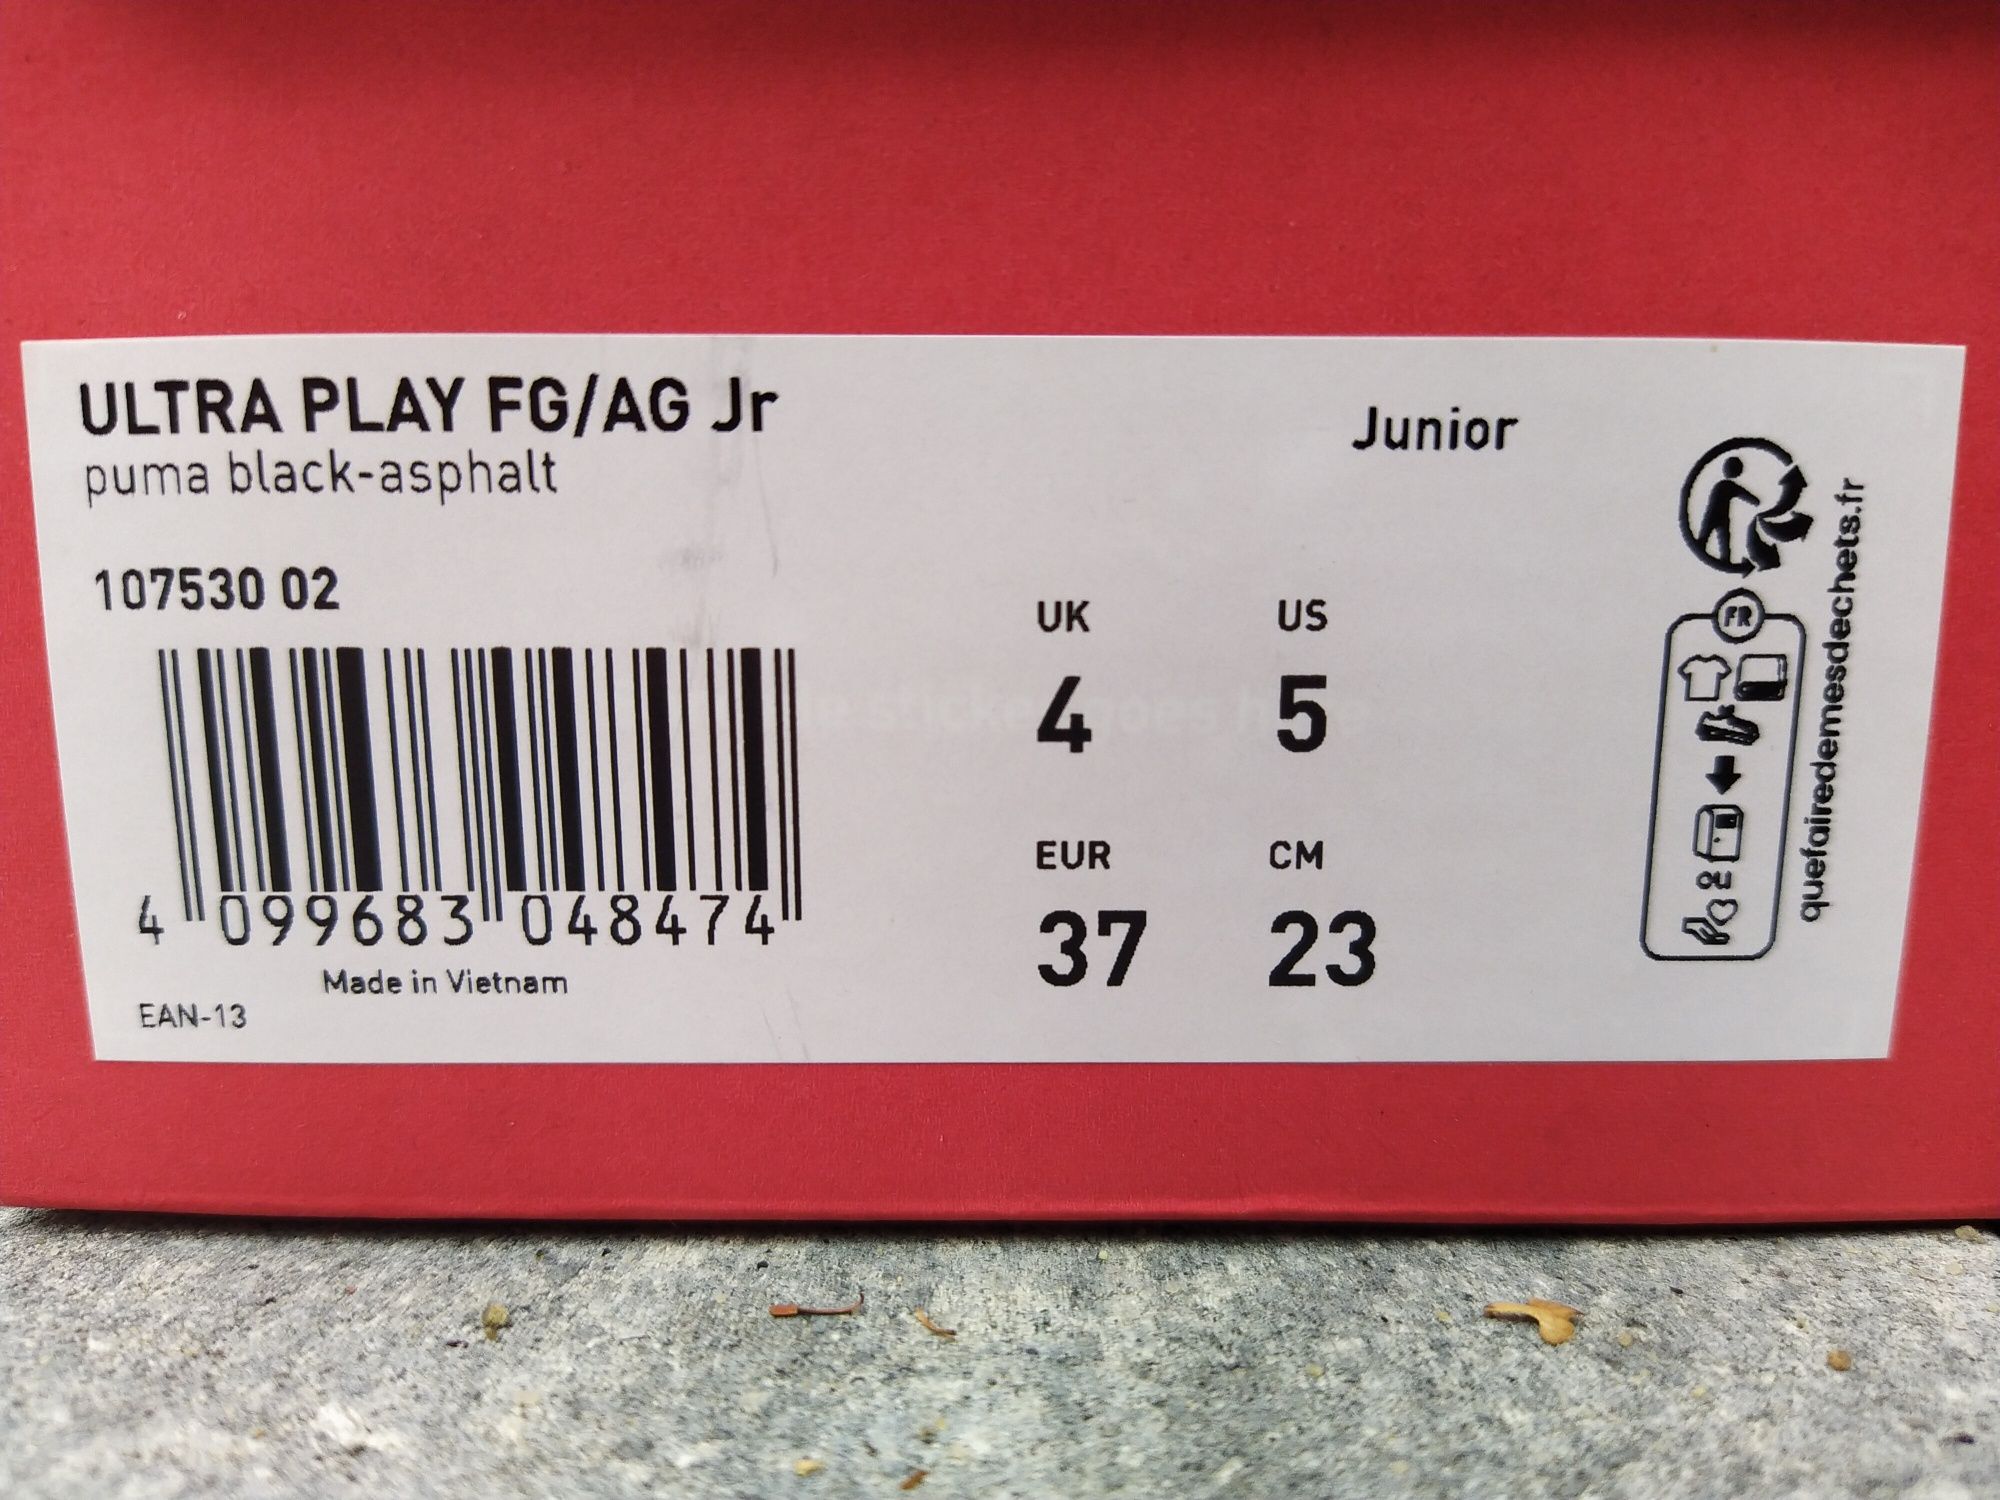 ULTRA PLAY FG/AG Jr
puma black-asphalt
Junior
107530 02
4 099683 048474
Made in Vietnam
EAN-13
UK
4
US
5
EUR
37
CM
23
FR
quefairedemesdechets.fr